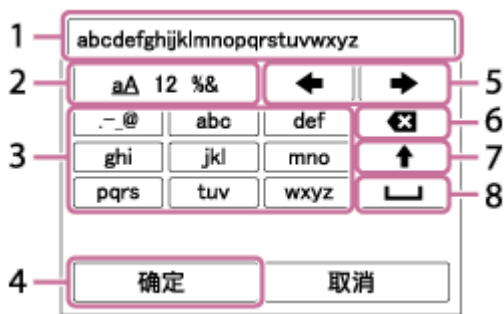 1 abcdefghijklmnopqrstuvwxyz
2 aA 12 %& 5
.-_@ abc def 6
3 ghi jkl mno 7
pqrs tuv wxyz 8
4 确定 取消